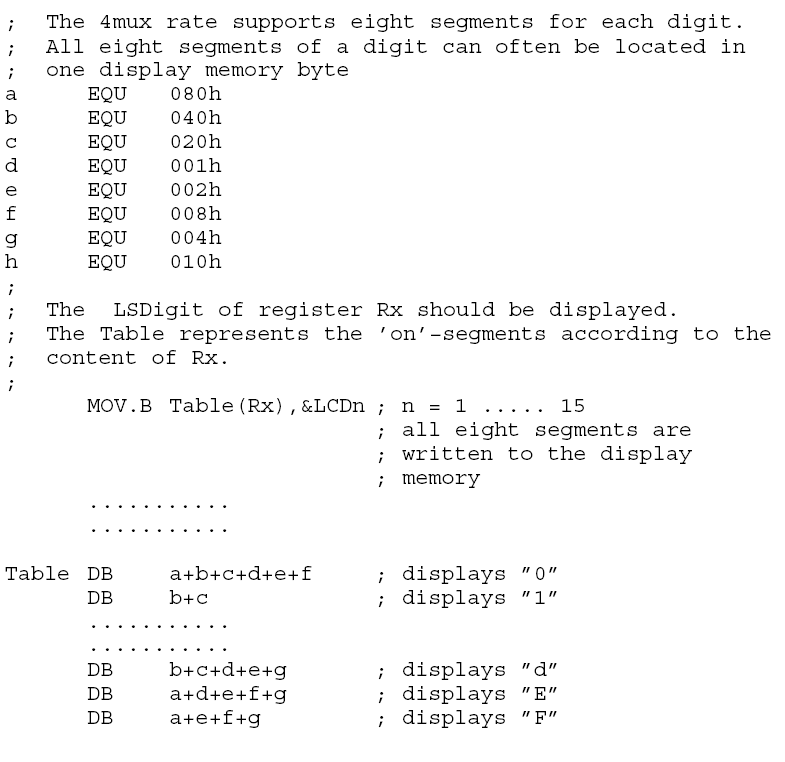 ;   The 4mux rate supports eight segments for each digit.
;   All eight segments of a digit can often be located in
;   one display memory byte
a      EQU    080h
b      EQU    040h
c      EQU    020h
d      EQU    001h
e      EQU    002h
f      EQU    008h
g      EQU    004h
h      EQU    010h
;
;   The  LSDigit of register Rx should be displayed.
;   The Table represents the ’on’-segments according to the
;   content of Rx.
;
       MOV.B  Table(Rx),&LCDn ; n = 1 ..... 15
                              ; all eight segments are
                              ; written to the display
                              ; memory
       ...........
       ...........
Table  DB     a+b+c+d+e+f     ; displays ”0”
       DB     b+c             ; displays ”1”
       ...........
       ...........
       DB     b+c+d+e+g       ; displays ”d”
       DB     a+d+e+f+g       ; displays ”E”
       DB     a+e+f+g         ; displays ”F”